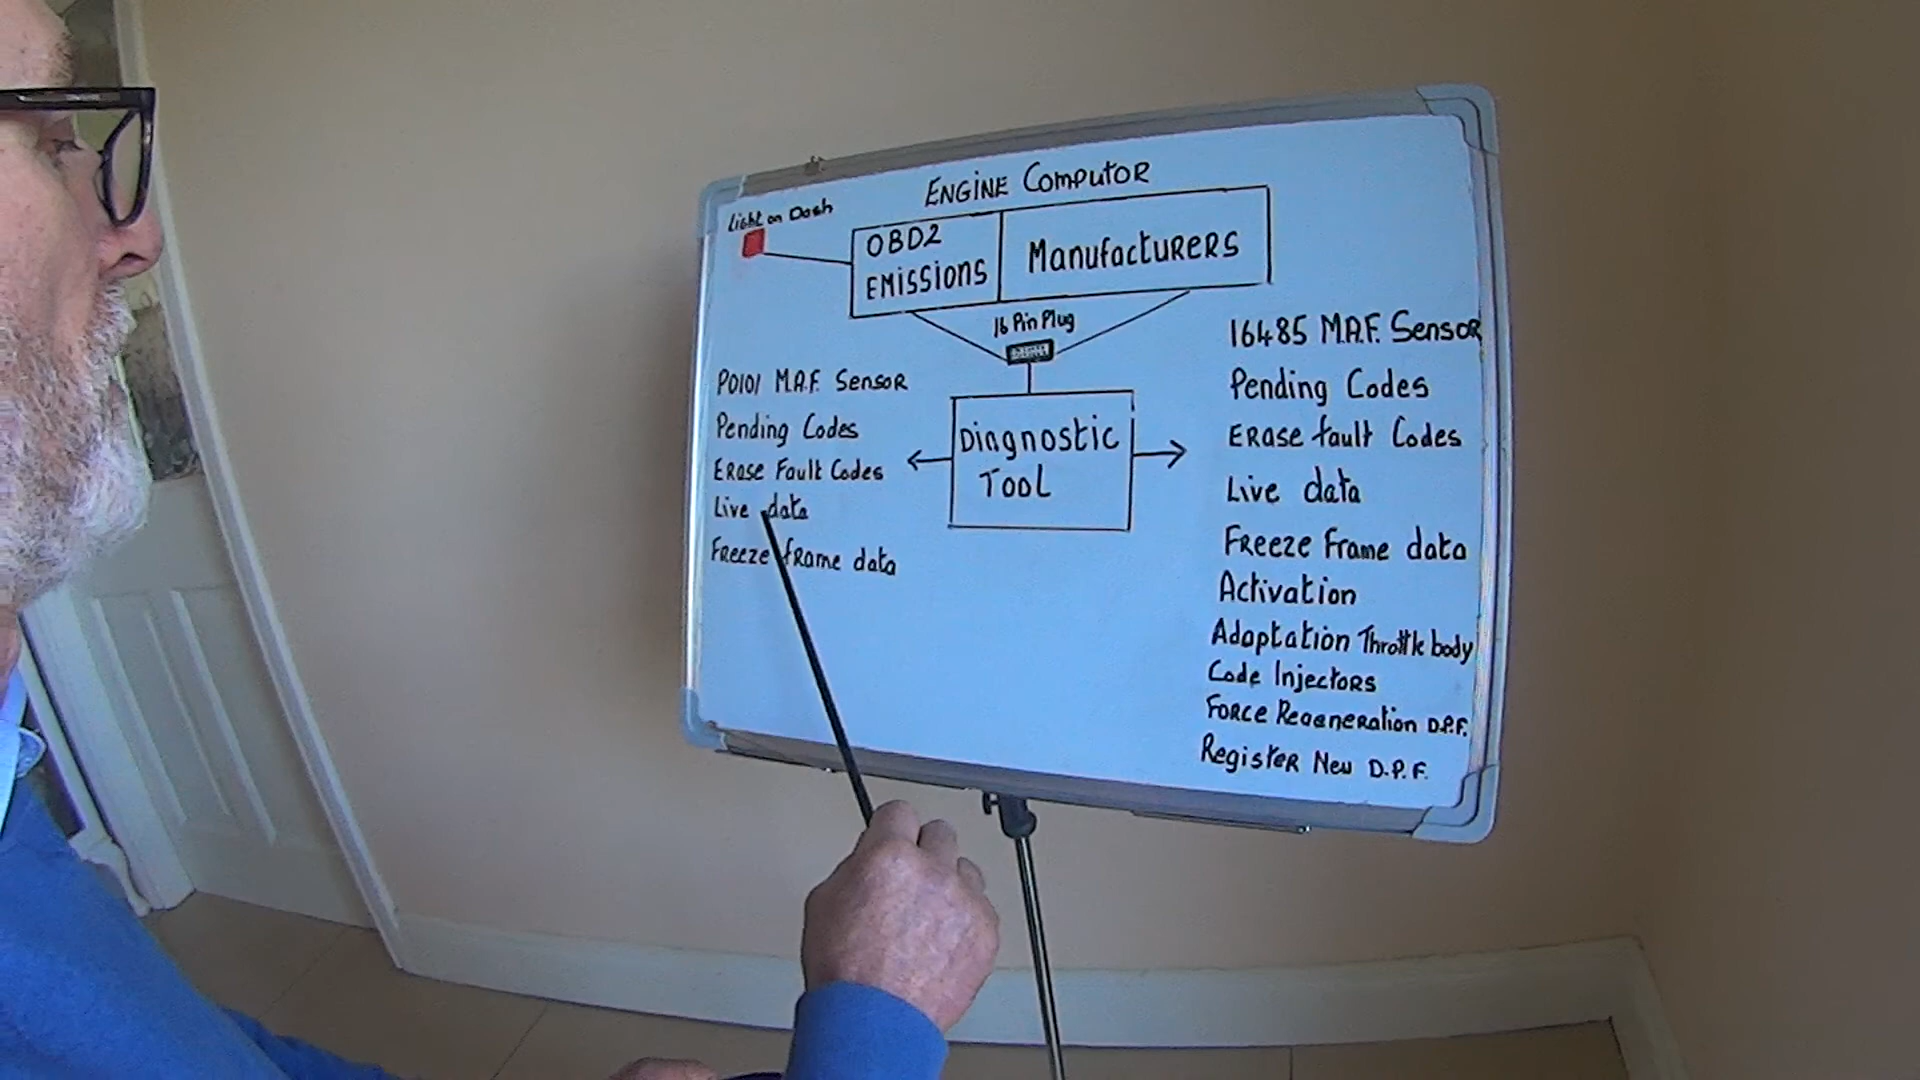 ENGINE COMPUTOR
Light on Dash
OBD2
EMISSIONS
MANUFACTURERS
16 Pin Plug
P0101 M.A.F. Sensor
Pending Codes
Erase Fault Codes
Live data
Freeze frame data
Diagnostic
Tool
16485 M.A.F. Sensor
Pending Codes
Erase fault Codes
Live data
Freeze frame data
Activation
Adaptation Throttle body
Code Injectors
Force Regeneration D.P.F.
Register New D.P.F.